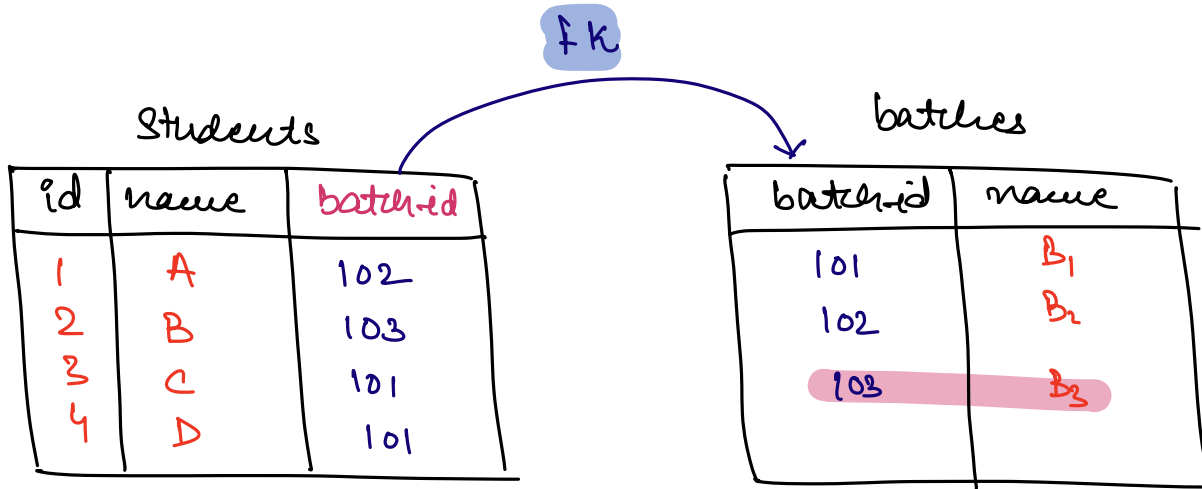 fk
Students
batches
id name batch-id
batch-id name
1 A 102
2 B 103
3 C 101
4 D 101
101 B1
102 B2
103 B3